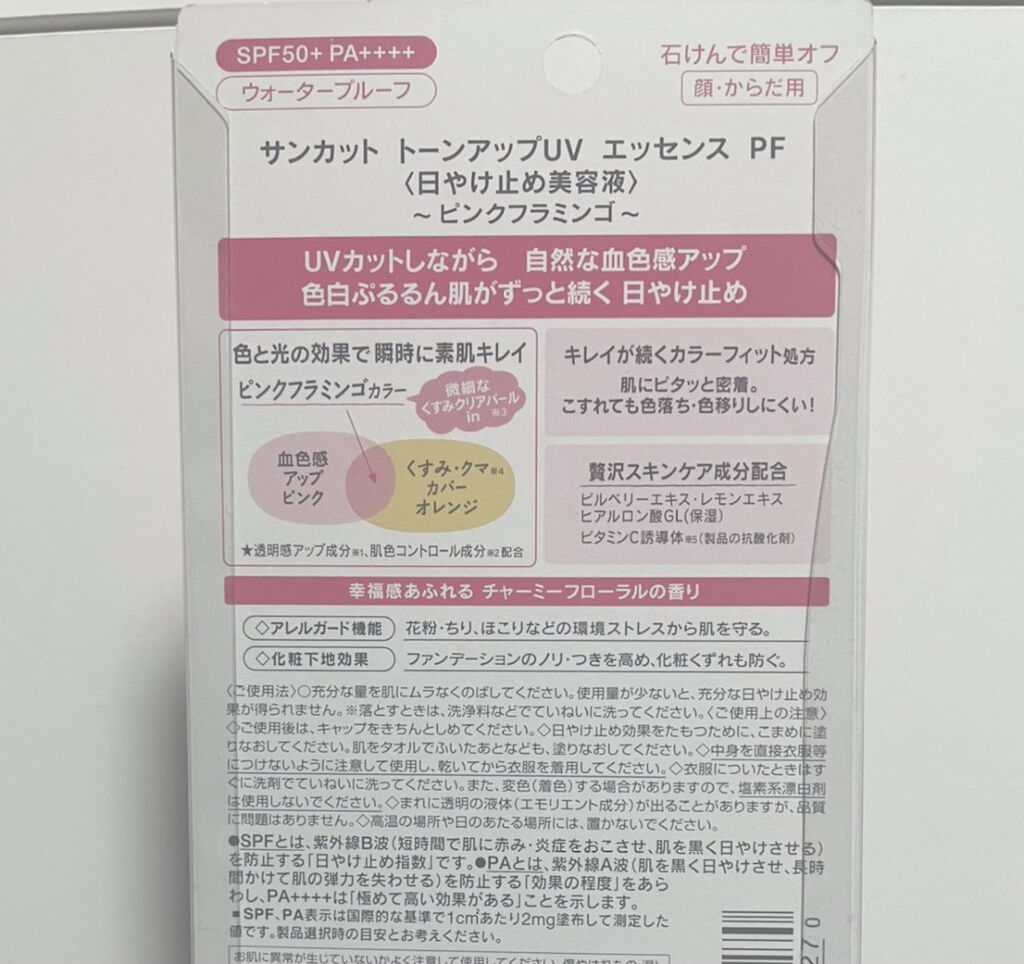 SPF50+ PA++++
石けんで簡単オフ
ウォータープルーフ
顔・からだ用
サンカット トーンアップUV エッセンス PF
〈日やけ止め美容液〉
～ピンクフラミンゴ～
UVカットしながら 自然な血色感アップ
色白ぷるるん肌がずっと続く 日やけ止め
色と光の効果で瞬時に素肌キレイ
ピンクフラミンゴカラー
微細な
くすみクリアパール
in ※3
血色感
アップ
ピンク
くすみ・クマ※4
カバー
オレンジ
★透明感アップ成分※1、肌色コントロール成分※2配合
キレイが続くカラーフィット処方
肌にピタッと密着。
こすれても色落ち・色移りしにくい!
贅沢スキンケア成分配合
ビルベリーエキス・レモンエキス
ヒアルロン酸GL(保湿)
ビタミンC誘導体※5(製品の抗酸化剤)
幸福感あふれる チャーミーフローラルの香り
◇アレルガード機能 花粉・ちり、ほこりなどの環境ストレスから肌を守る。
◇化粧下地効果 ファンデーションのノリ・つきを高め、化粧くずれも防ぐ。
〈ご使用法〉○充分な量を肌にムラなくのばしてください。使用量が少ないと、充分な日やけ止め効
果が得られません。※落とすときは、洗浄料などでていねいに洗ってください。〈ご使用上の注意〉
◇ご使用後は、キャップをきちんとしめてください。◇日やけ止め効果をたもつために、こまめに塗
りなおしてください。肌をタオルでふいたあとなども、塗りなおしてください。◇中身を直接衣服等
につけないように注意して使用し、乾いてから衣服を着用してください。◇衣服についたときはす
ぐに洗剤でていねいに洗ってください。また、変色(着色)する場合がありますので、塩素系漂白剤
は使用しないでください。◇まれに透明の液体(エモリエント成分)が出ることがありますが、品質
に問題はありません。◇高温の場所や日のあたる場所には、置かないでください。
●SPFとは、紫外線B波(短時間で肌に赤み・炎症をおこさせ、肌を黒く日やけさせる)
を防止する「日やけ止め指数」です。●PAとは、紫外線A波(肌を黒く日やけさせ、長時
間かけて肌の弾力を失わせる)を防止する「効果の程度」をあら
わし、PA++++は「極めて高い効果がある」ことを示します。
■SPF、PA表示は国際的な基準で1c㎡あたり2mg塗布して測定した
値です。製品選択時の目安とお考えください。
270
お肌に異常が生じていないかよく注意して使用してください。